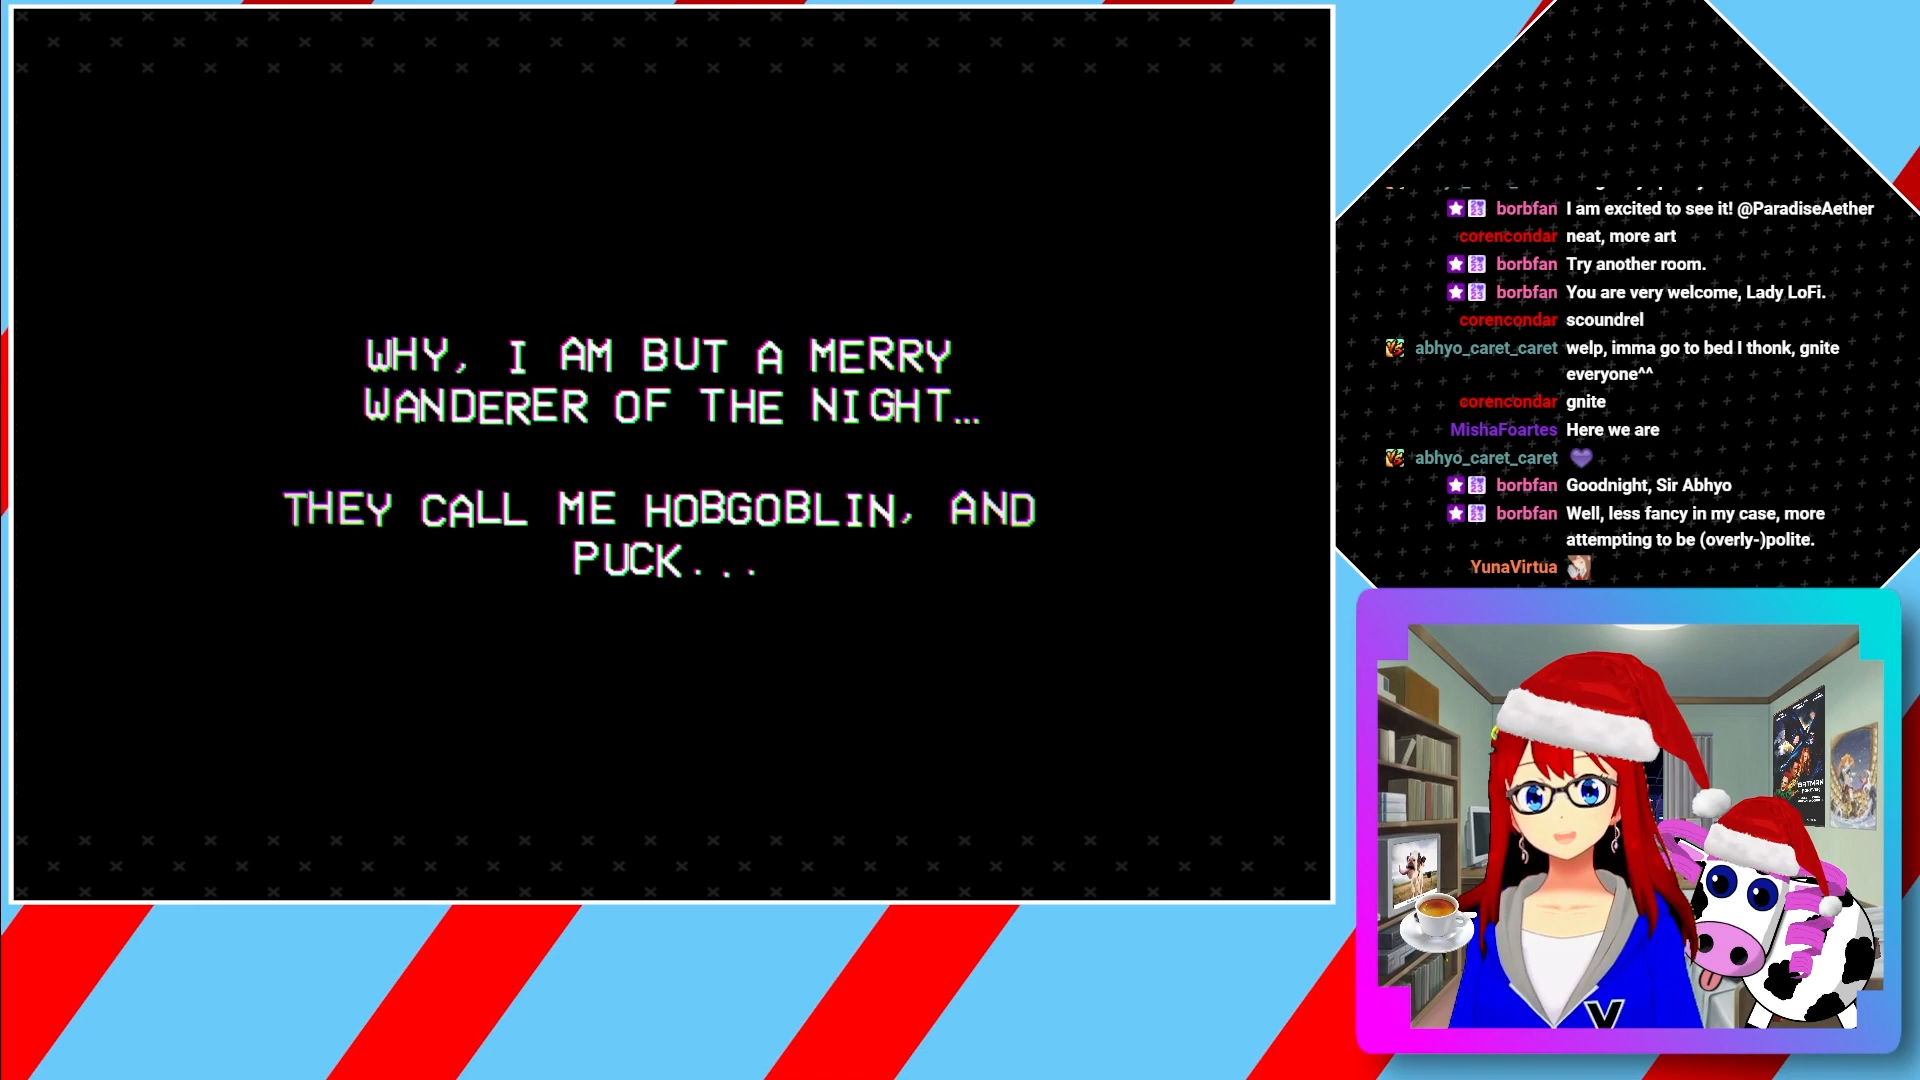 WHY, I AM BUT A MERRY
WANDERER OF THE NIGHT...
THEY CALL ME HOBGOBLIN, AND
PUCK...
borbfan I am excited to see it! @ParadiseAether
corencondar neat, more art
borbfan Try another room.
borbfan You are very welcome, Lady LoFi.
corencondar scoundrel
abhyo_caret_caret welp, imma go to bed I thonk, gnite
everyone^^
corencondar gnite
MishaFoartes Here we are
abhyo_caret_caret
borbfan Goodnight, Sir Abhyo
borbfan Well, less fancy in my case, more
attempting to be (overly-)polite.
YunaVirtua
BATMAN
V